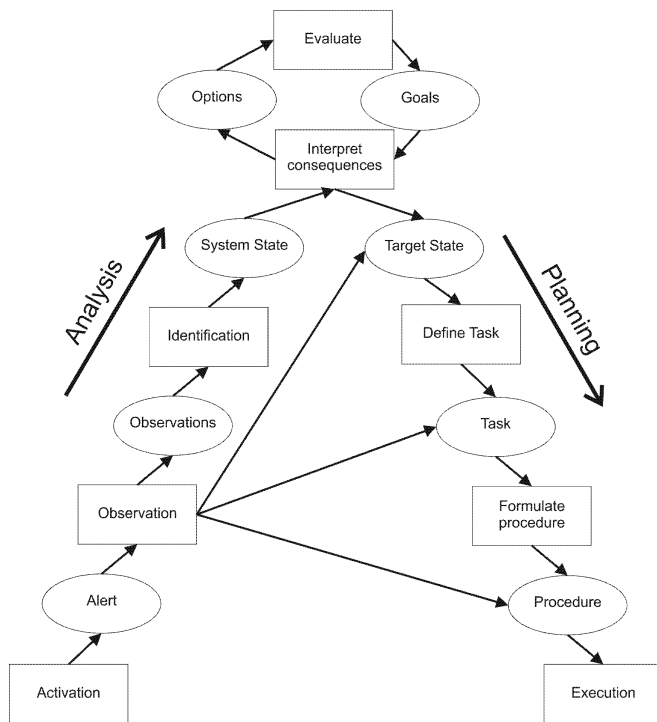 Evaluate
Options
Goals
Interpret
consequences
System State
Target State
Analysis
Planning
Identification
Define Task
Observations
Task
Observation
Formulate
procedure
Alert
Procedure
Activation
Execution